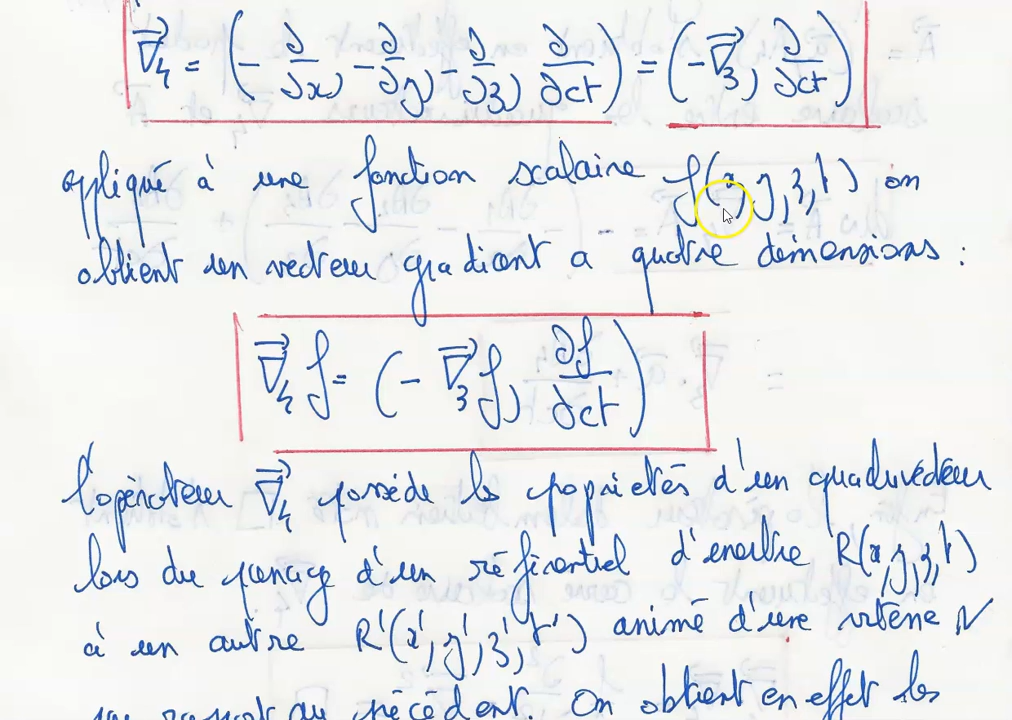 ∇⃗₄ = (-∂/∂x, -∂/∂y, -∂/∂z, ∂/∂ct) = (-∇⃗₃, ∂/∂ct)
appliqué à une fonction scalaire f(x, y, z, t) on
obtient un vecteur gradient a quatre dimensions :
∇⃗₄ f = (-∇⃗₃ f, ∂f/∂ct)
l'opérateur ∇⃗₄ possède les propriétés d'un quadrivecteur
lors du passage d'un référentiel d'inertie R(x, y, z, t)
à un autre R'(x', y', z', t') animé d'une vitesse v
par rapport au précédent. On obtient en effet les